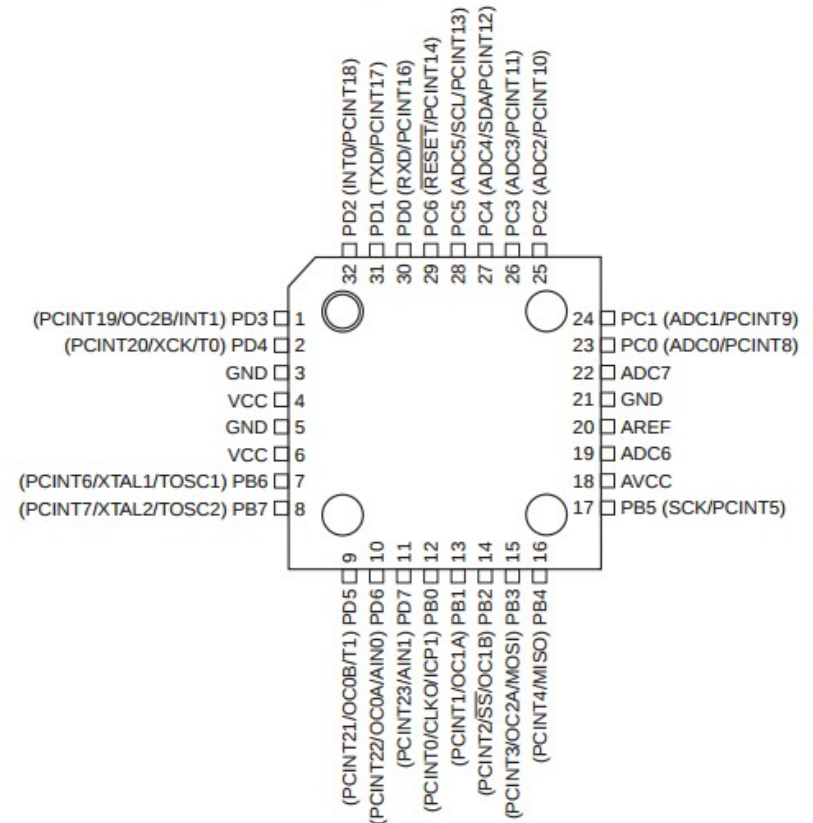 PD2 (INT0/PCINT18)
PD1 (TXD/PCINT17)
PD0 (RXD/PCINT16)
PC6 (RESET/PCINT14)
PC5 (ADC5/SCL/PCINT13)
PC4 (ADC4/SDA/PCINT12)
PC3 (ADC3/PCINT11)
PC2 (ADC2/PCINT10)
32
31
30
29
28
27
26
25
(PCINT19/OC2B/INT1) PD3 1
(PCINT20/XCK/T0) PD4 2
GND 3
VCC 4
GND 5
VCC 6
(PCINT6/XTAL1/TOSC1) PB6 7
(PCINT7/XTAL2/TOSC2) PB7 8
24 PC1 (ADC1/PCINT9)
23 PC0 (ADC0/PCINT8)
22 ADC7
21 GND
20 AREF
19 ADC6
18 AVCC
17 PB5 (SCK/PCINT5)
9
10
11
12
13
14
15
16
(PCINT21/OC0B/T1) PD5
(PCINT22/OC0A/AIN0) PD6
(PCINT23/AIN1) PD7
(PCINT0/CLKO/ICP1) PB0
(PCINT1/OC1A) PB1
(PCINT2/SS/OC1B) PB2
(PCINT3/OC2A/MOSI) PB3
(PCINT4/MISO) PB4